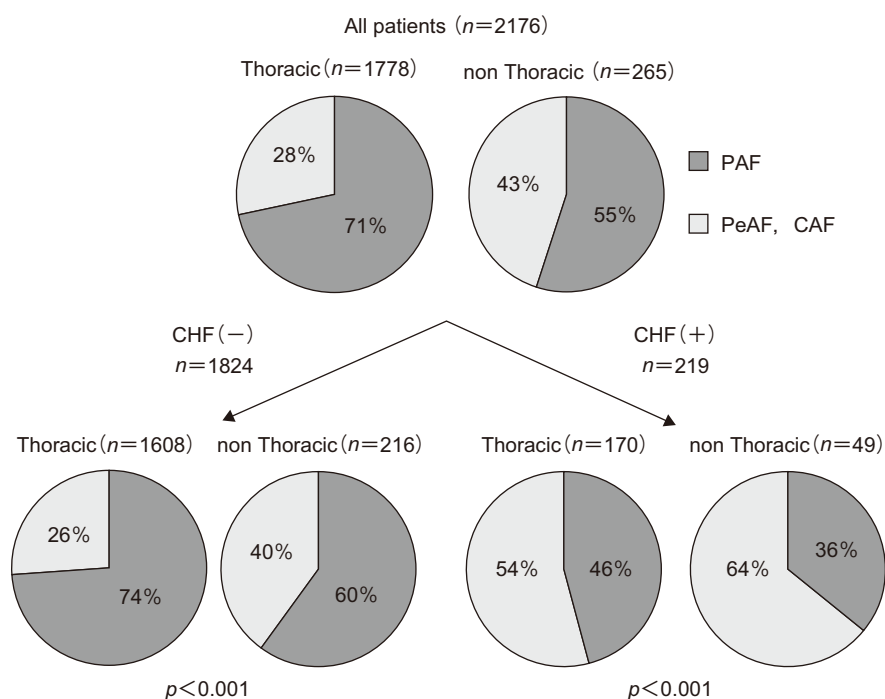 All patients (n=2176)
Thoracic(n=1778)
non Thoracic (n=265)
28%
71%
43%
55%
PAF
PeAF, CAF
CHF(−)
n=1824
CHF(+)
n=219
Thoracic(n=1608)
non Thoracic(n=216)
Thoracic(n=170)
non Thoracic(n=49)
26%
74%
40%
60%
54%
46%
64%
36%
p<0.001
p<0.001